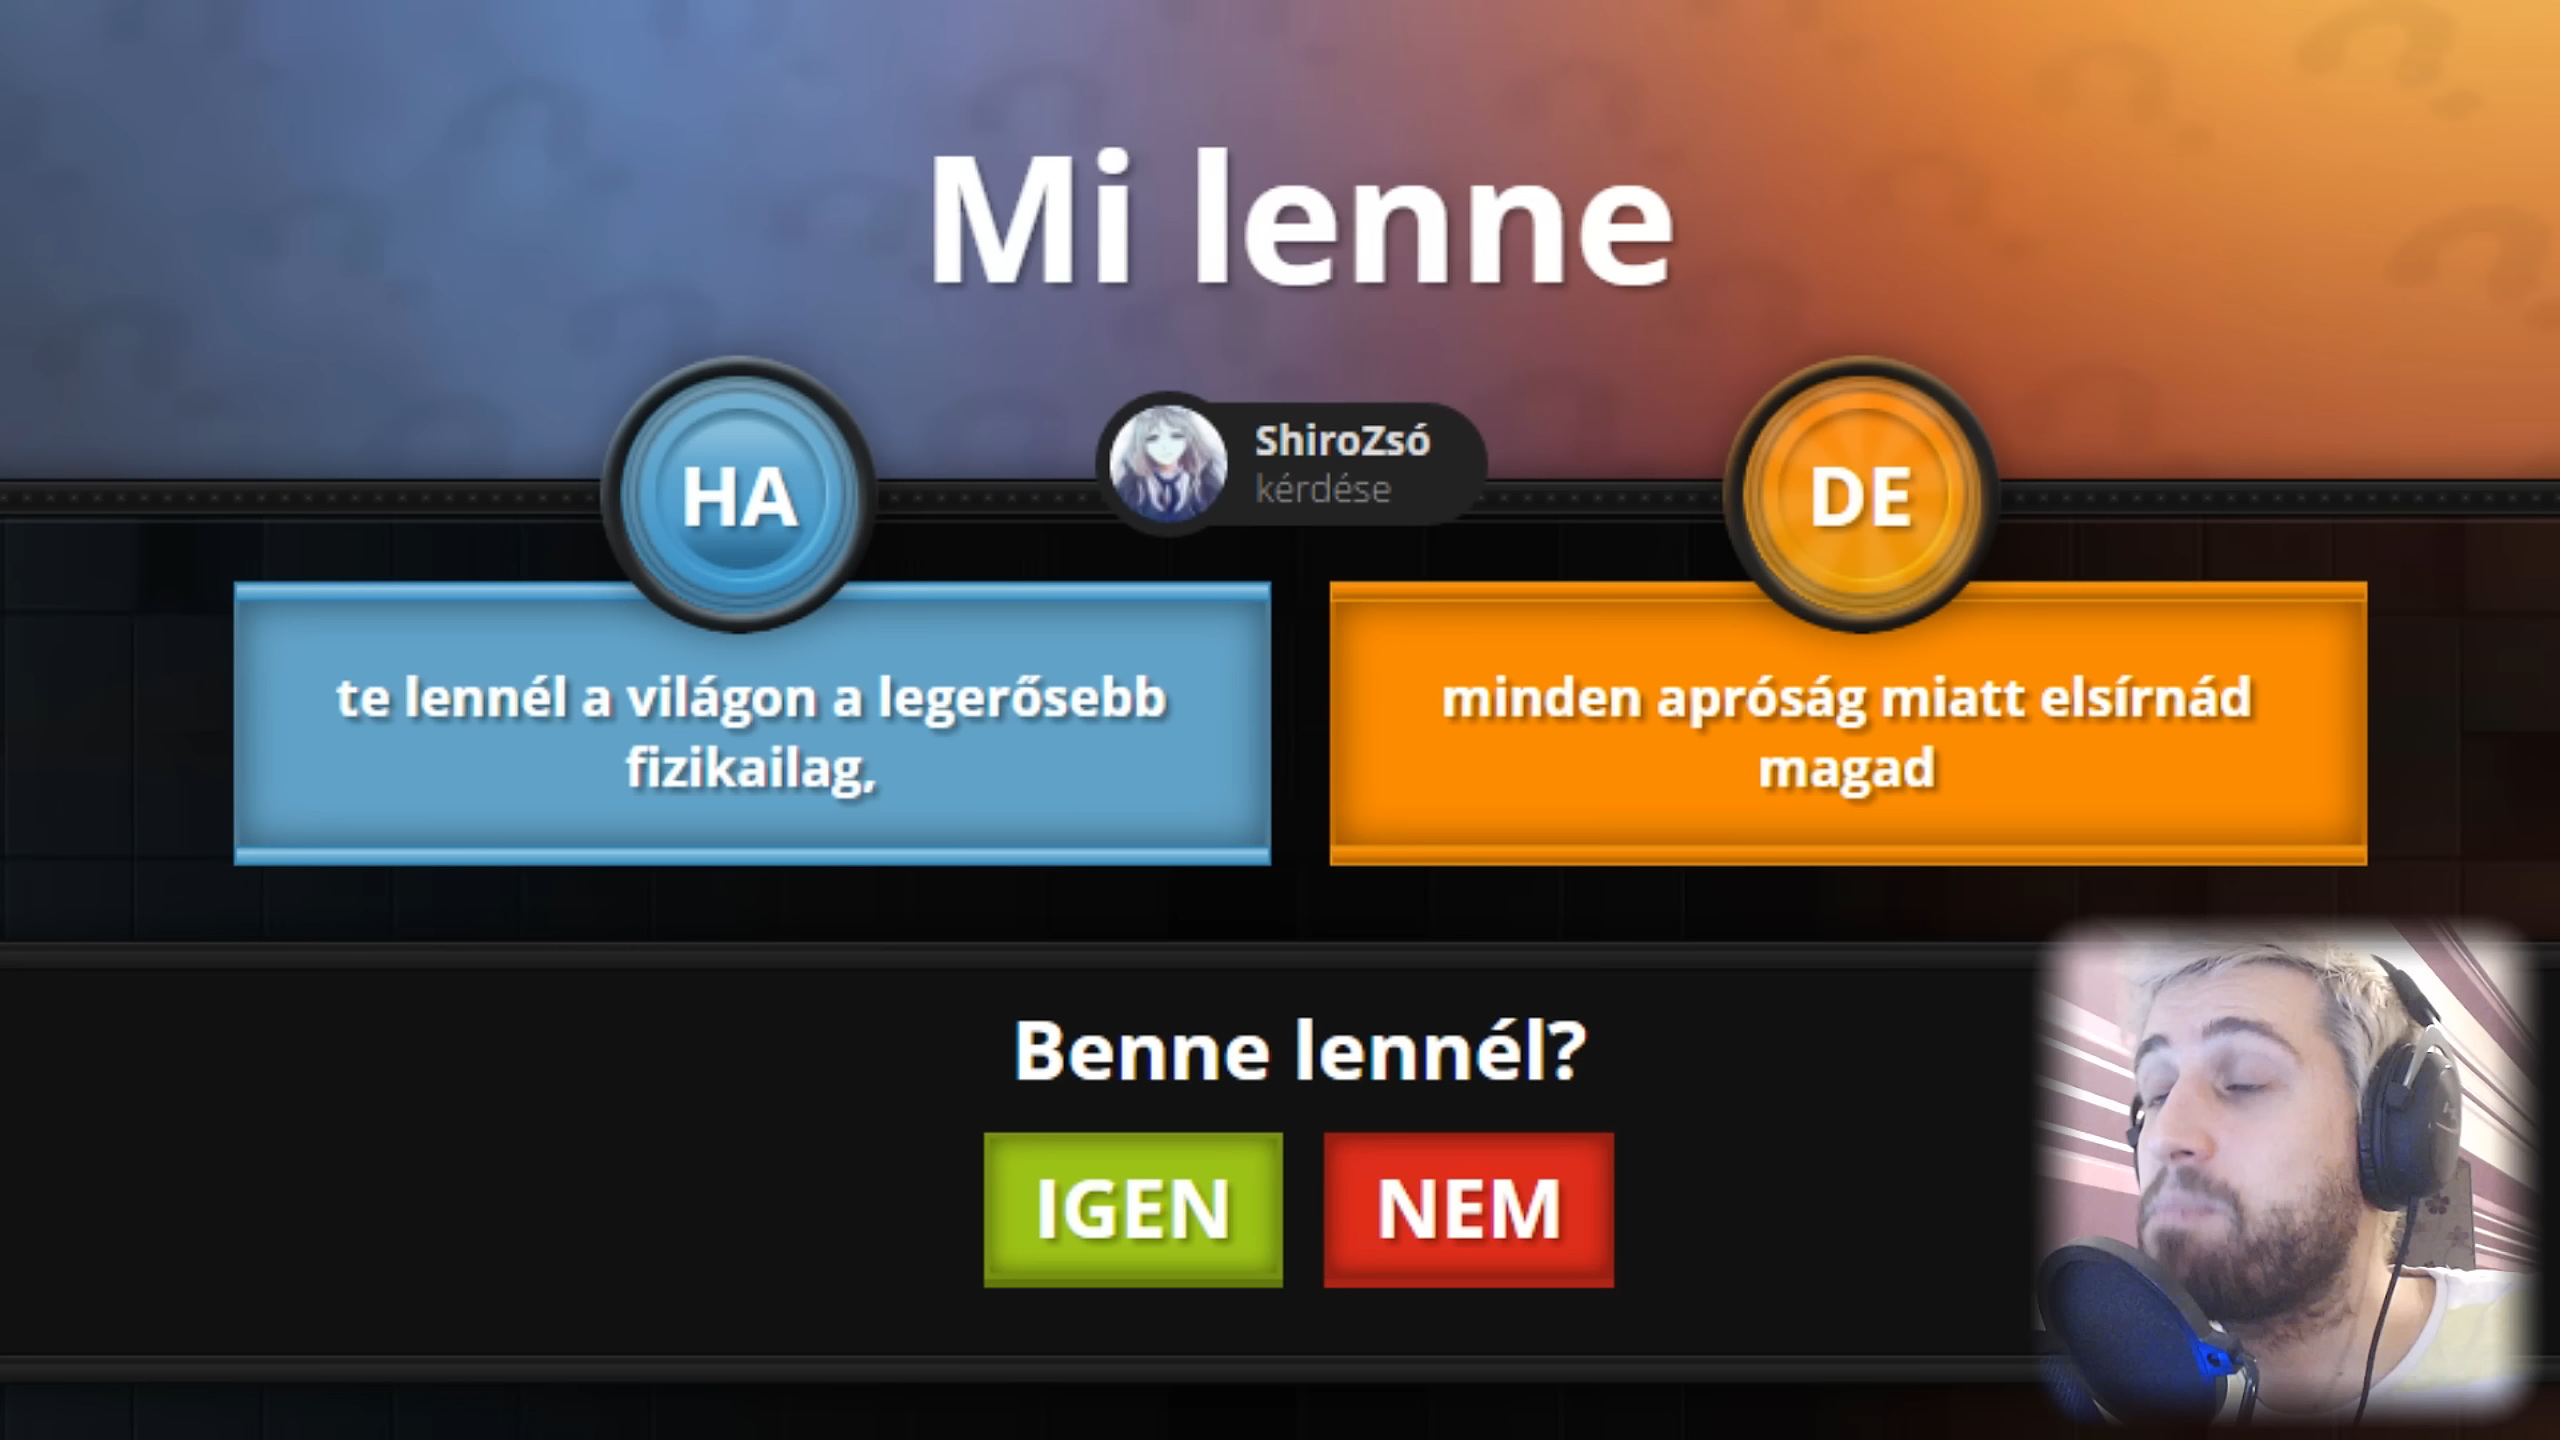 Mi lenne
HA
ShiroZsó
kérdése
DE
te lennél a világon a legerősebb
fizikailag,
minden apróság miatt elsírnád
magad
Benne lennél?
IGEN
NEM